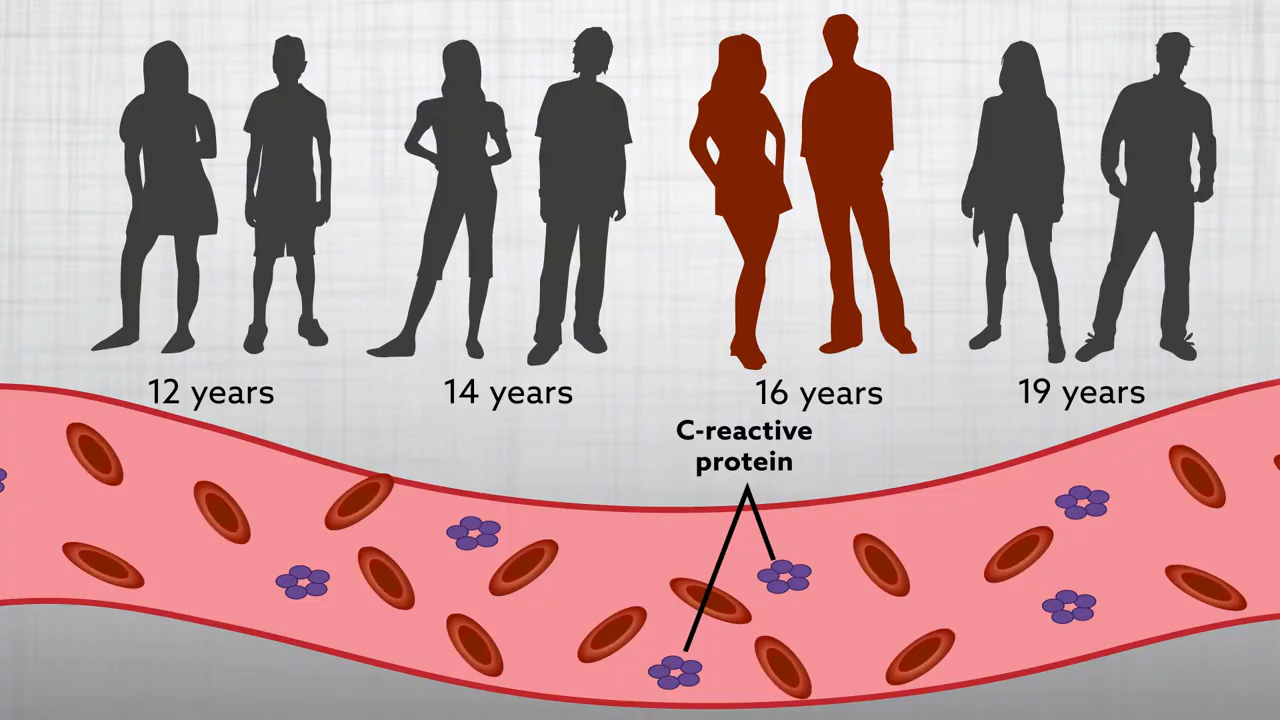 12 years
14 years
16 years
19 years
C-reactive
protein